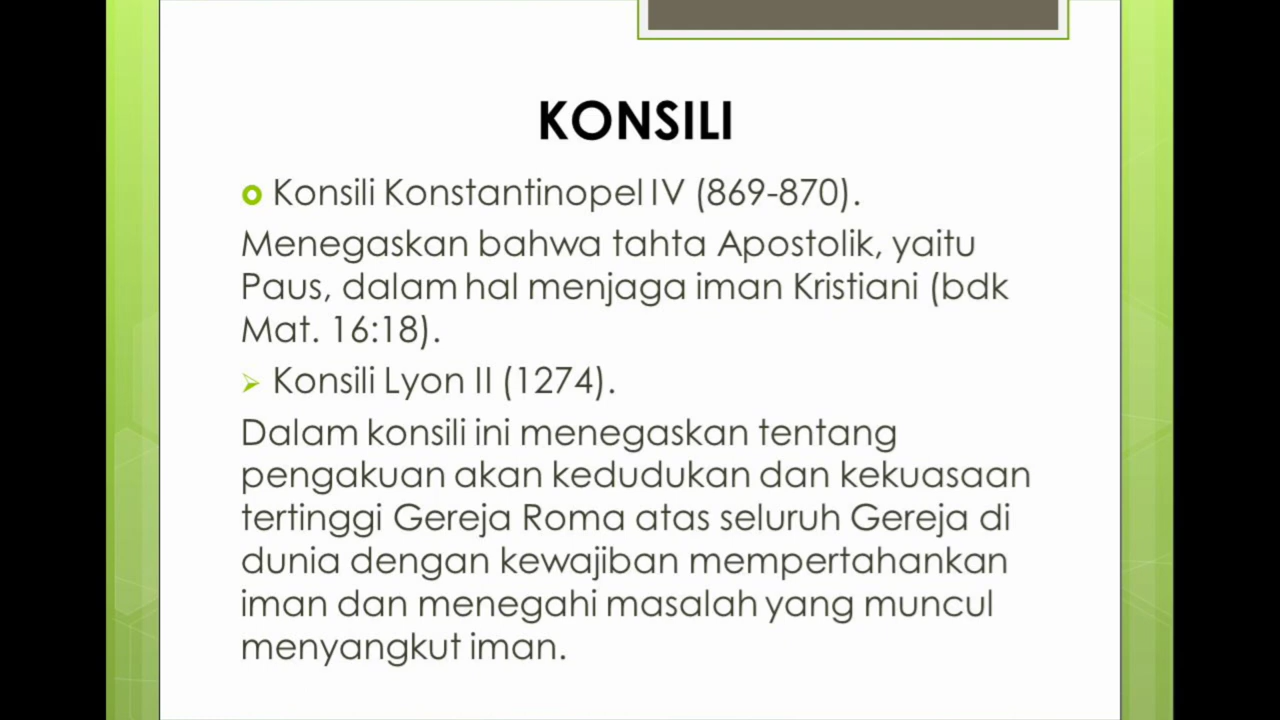 KONSILI
Konsili Konstantinopel IV (869-870).
Menegaskan bahwa tahta Apostolik, yaitu
Paus, dalam hal menjaga iman Kristiani (bdk
Mat. 16:18).
Konsili Lyon II (1274).
Dalam konsili ini menegaskan tentang
pengakuan akan kedudukan dan kekuasaan
tertinggi Gereja Roma atas seluruh Gereja di
dunia dengan kewajiban mempertahankan
iman dan menegahi masalah yang muncul
menyangkut iman.